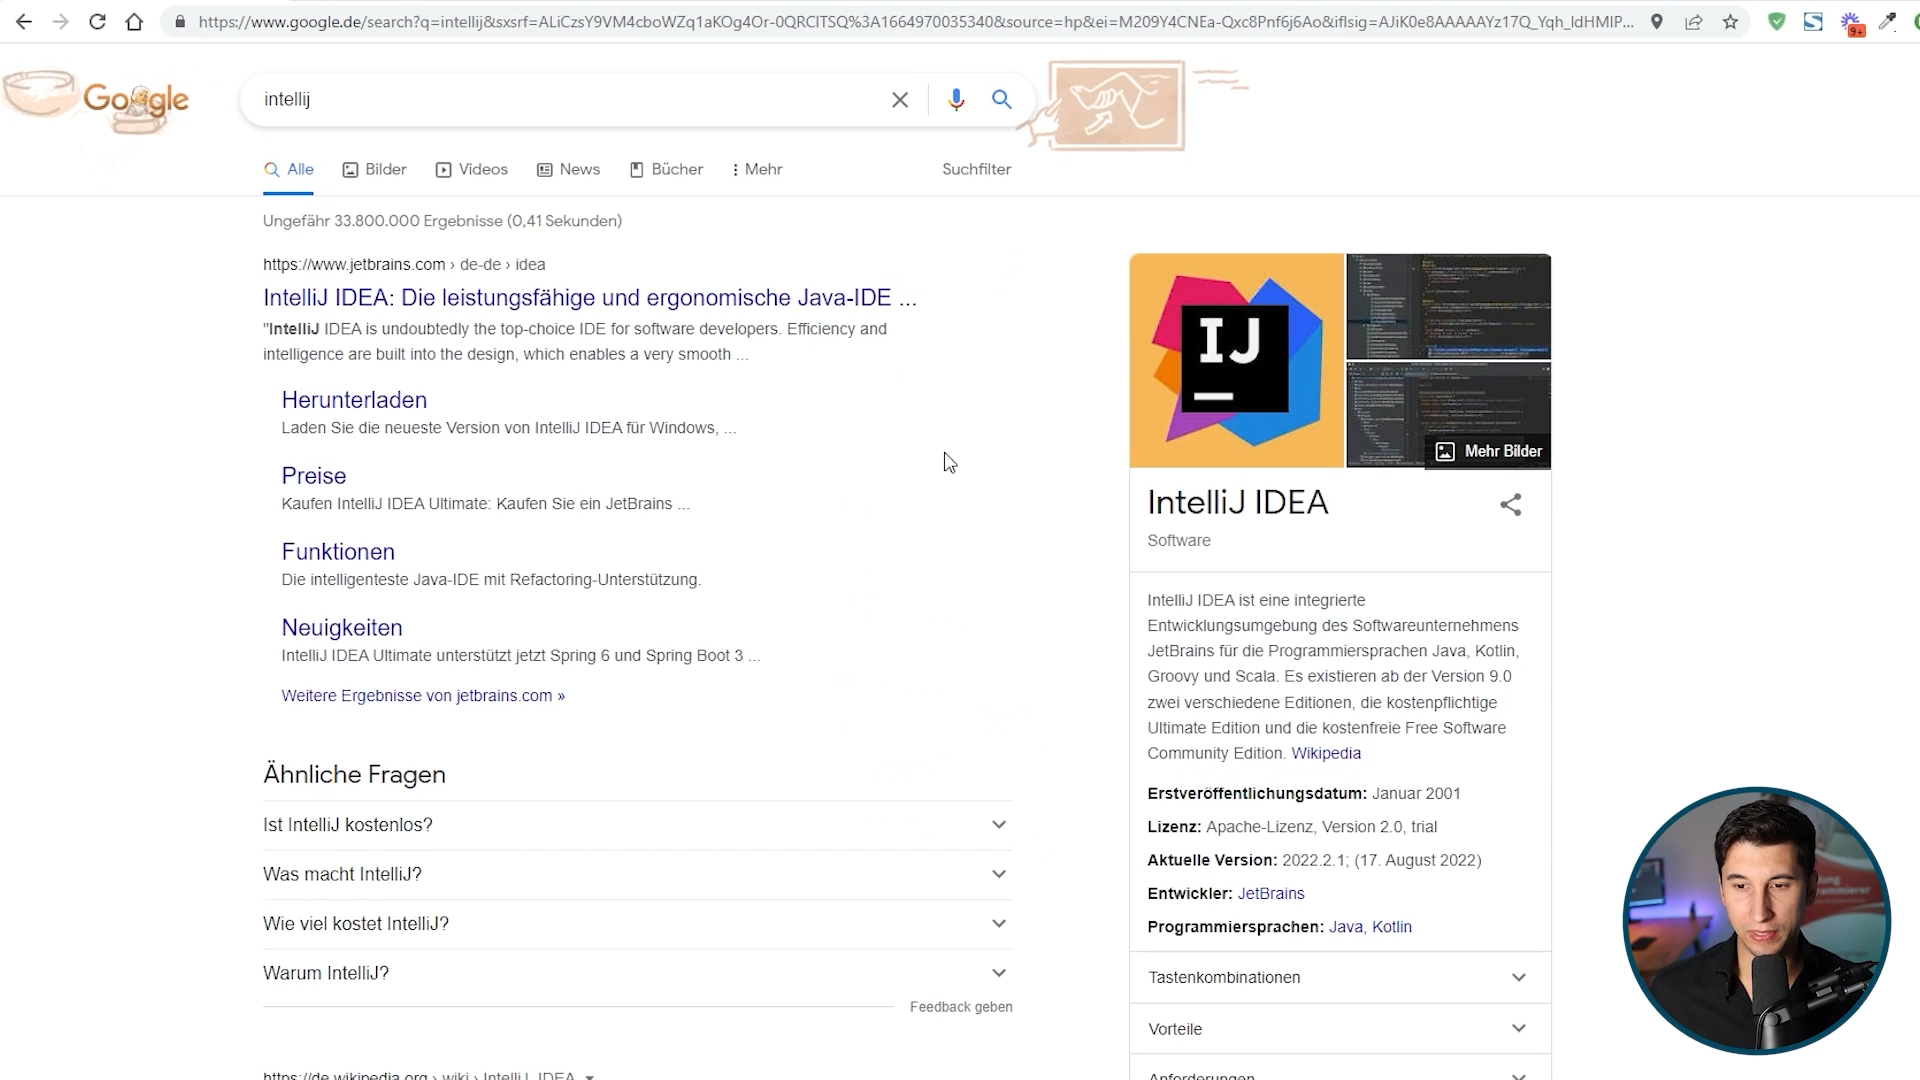 https://www.google.de/search?q=intellij&sxsrf=ALiCzsY9VM4cboWZq1aKOg4Or-0QRCITSQ%3A1664970035340&source=hp&ei=M209Y4CNEa-Qxc8Pnf6j6Ao&iflsig=AJiK0e8AAAAAYz17Q_Yqh_ldHMIP...
9+
Google
intellij
Alle
Bilder
Videos
News
Bücher
Mehr
Suchfilter
Ungefähr 33.800.000 Ergebnisse (0,41 Sekunden)
https://www.jetbrains.com › de-de › idea
IntelliJ IDEA: Die leistungsfähige und ergonomische Java-IDE ...
"IntelliJ IDEA is undoubtedly the top-choice IDE for software developers. Efficiency and
intelligence are built into the design, which enables a very smooth ...
Herunterladen
Laden Sie die neueste Version von IntelliJ IDEA für Windows, ...
Preise
Kaufen IntelliJ IDEA Ultimate: Kaufen Sie ein JetBrains ...
Funktionen
Die intelligenteste Java-IDE mit Refactoring-Unterstützung.
Neuigkeiten
IntelliJ IDEA Ultimate unterstützt jetzt Spring 6 und Spring Boot 3 ...
Weitere Ergebnisse von jetbrains.com »
Ähnliche Fragen
Ist IntelliJ kostenlos?
Was macht IntelliJ?
Wie viel kostet IntelliJ?
Warum IntelliJ?
Feedback geben
https://de.wikipedia.org › wiki › IntelliJ_IDEA
IJ
Mehr Bilder
IntelliJ IDEA
Software
IntelliJ IDEA ist eine integrierte
Entwicklungsumgebung des Softwareunternehmens
JetBrains für die Programmiersprachen Java, Kotlin,
Groovy und Scala. Es existieren ab der Version 9.0
zwei verschiedene Editionen, die kostenpflichtige
Ultimate Edition und die kostenfreie Free Software
Community Edition. Wikipedia
Erstveröffentlichungsdatum: Januar 2001
Lizenz: Apache-Lizenz, Version 2.0, trial
Aktuelle Version: 2022.2.1; (17. August 2022)
Entwickler: JetBrains
Programmiersprachen: Java, Kotlin
Tastenkombinationen
Vorteile
Anforderungen